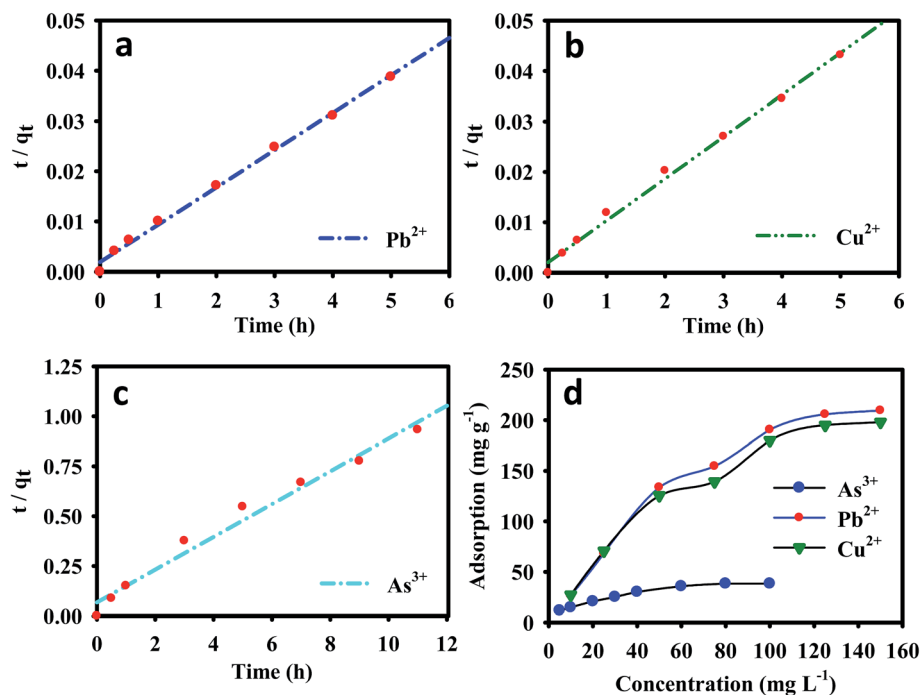 a
t / qt
0.05
0.04
0.03
0.02
0.01
0.00
0 1 2 3 4 5 6
Time (h)
Pb2+
b
t / qt
0.05
0.04
0.03
0.02
0.01
0.00
0 1 2 3 4 5 6
Time (h)
Cu2+
c
t / qt
1.25
1.00
0.75
0.50
0.25
0.00
0 2 4 6 8 10 12
Time (h)
As3+
d
Adsorption (mg g-1)
250
200
150
100
50
0
0 20 40 60 80 100 120 140 160
Concentration (mg L-1)
As3+
Pb2+
Cu2+